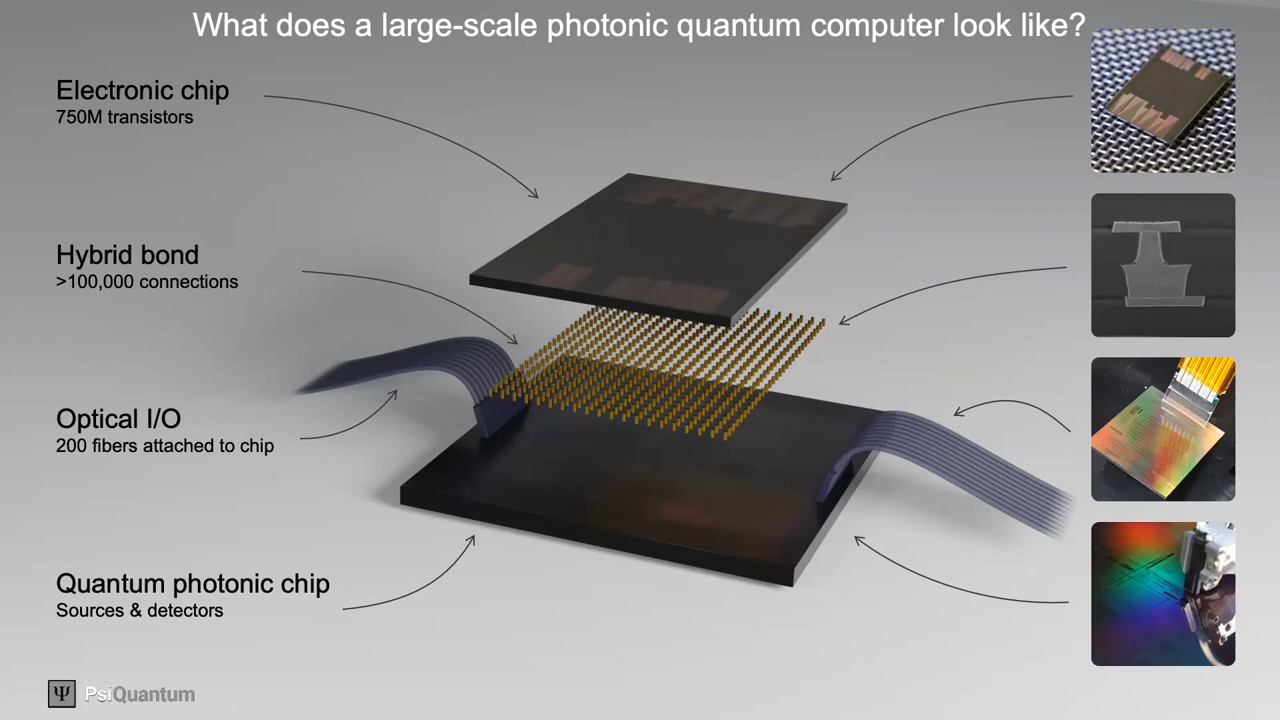 What does a large-scale photonic quantum computer look like?
Electronic chip
750M transistors
Hybrid bond
>100,000 connections
Optical I/O
200 fibers attached to chip
Quantum photonic chip
Sources & detectors
Ψ PsiQuantum